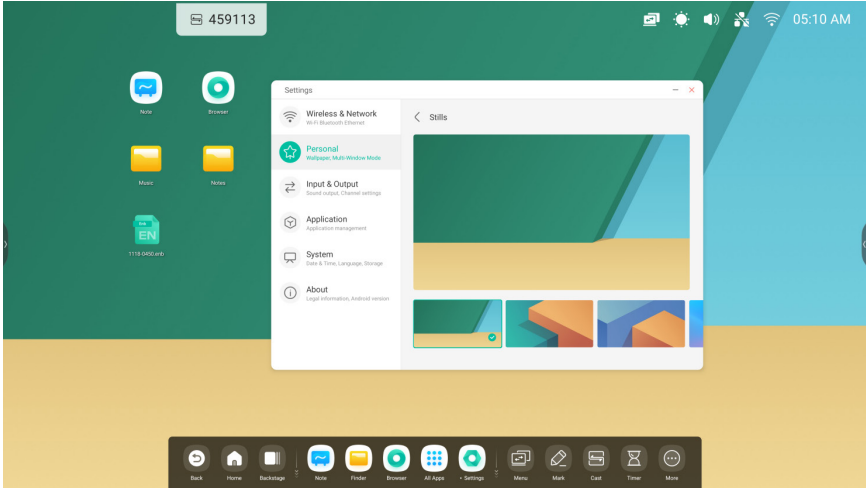 459113
05:10 AM
Note
Browser
Music
Notes
EN
1118-0450.enb
Settings
Wireless & Network
Wi-Fi Bluetooth Ethernet
Personal
Wallpaper, Multi-Window Mode
Input & Output
Sound output, Channel settings
Application
Application management
System
Date & Time, Language, Storage
About
Legal information, Android version
Stills
Back
Home
Backstage
Note
Finder
Browser
All Apps
• Settings
Menu
Mark
Cast
Timer
More